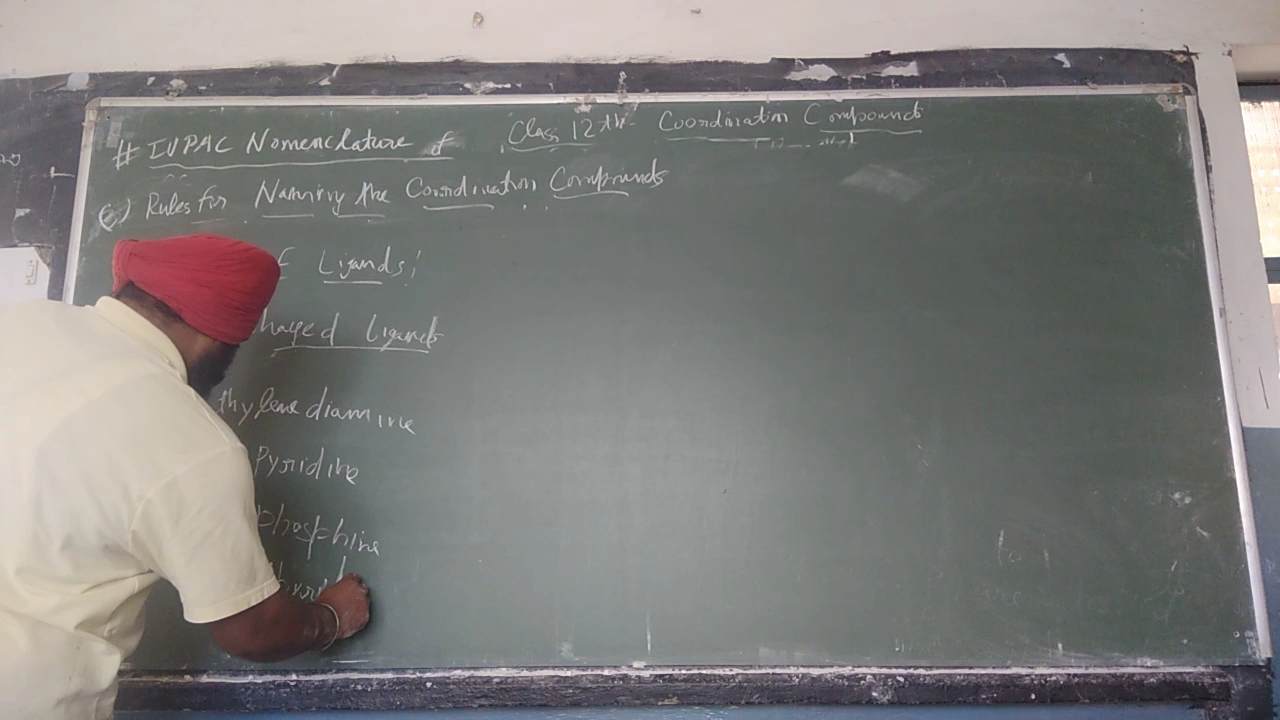 # IUPAC Nomenclature of Class 12th Coordination Compounds
Rules for Naming the Coordination Compounds
Ligands:
Ligands
thylene diamine
Pyridine
phosphine